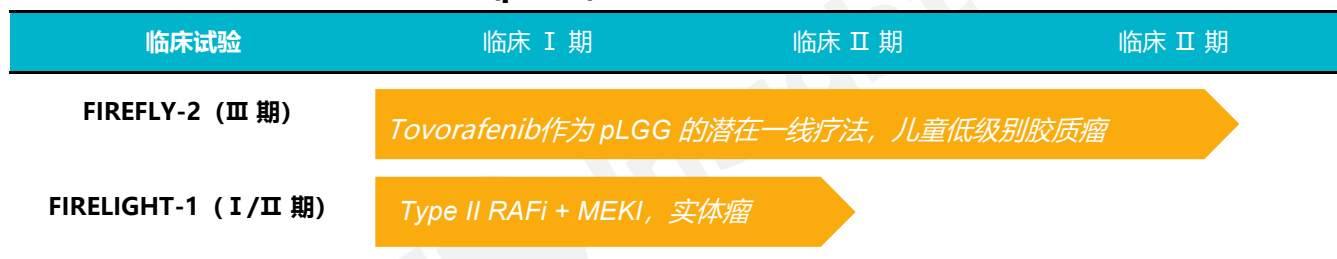 临床试验 临床 Ⅰ 期 临床 Ⅱ 期 临床 Ⅱ 期
FIREFLY-2（Ⅲ 期）
Tovorafenib作为 pLGG 的潜在一线疗法，儿童低级别胶质瘤
FIRELIGHT-1（Ⅰ/Ⅱ 期）
Type II RAFi + MEKI，实体瘤